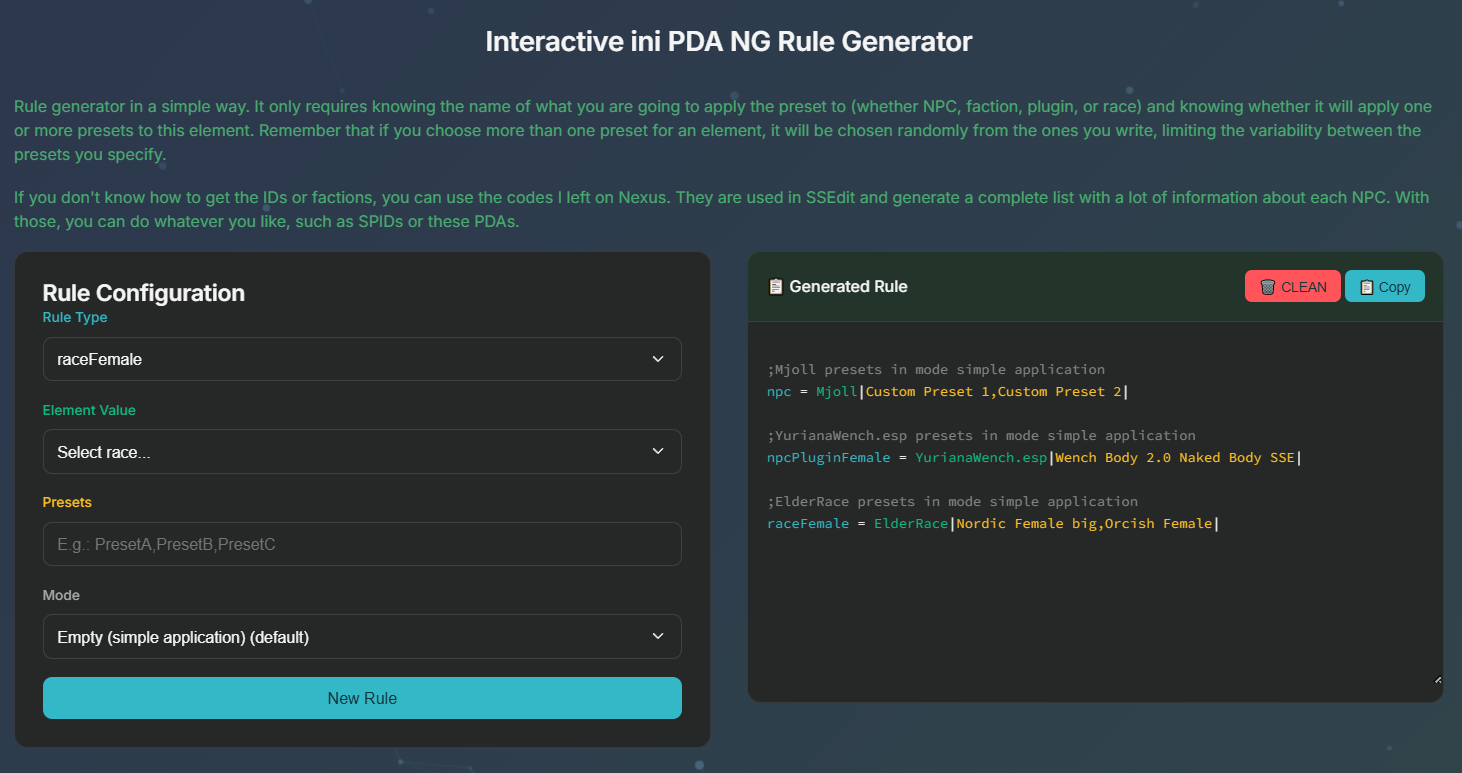 Interactive ini PDA NG Rule Generator
Rule generator in a simple way. It only requires knowing the name of what you are going to apply the preset to (whether NPC, faction, plugin, or race) and knowing whether it will apply one
or more presets to this element. Remember that if you choose more than one preset for an element, it will be chosen randomly from the ones you write, limiting the variability between the
presets you specify.
If you don't know how to get the IDs or factions, you can use the codes I left on Nexus. They are used in SSEdit and generate a complete list with a lot of information about each NPC. With
those, you can do whatever you like, such as SPIDs or these PDAs.
Rule Configuration
Rule Type
raceFemale
Element Value
Select race...
Presets
E.g.: PresetA,PresetB,PresetC
Mode
Empty (simple application) (default)
New Rule
Generated Rule
CLEAN
Copy
;Mjoll presets in mode simple application
npc = Mjoll|Custom Preset 1,Custom Preset 2|
;YurianaWench.esp presets in mode simple application
npcPluginFemale = YurianaWench.esp|Wench Body 2.0 Naked Body SSE|
;ElderRace presets in mode simple application
raceFemale = ElderRace|Nordic Female big,Orcish Female|